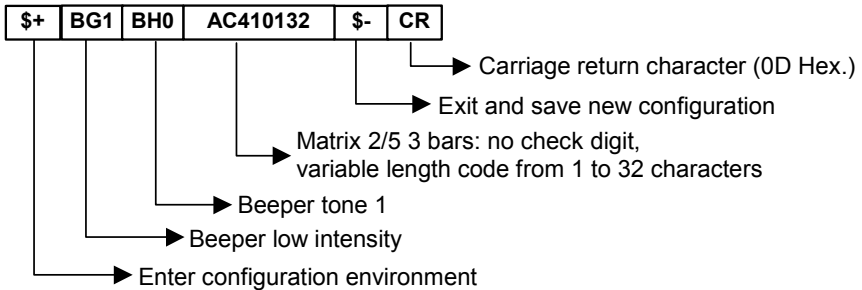 $+ BG1 BH0 AC410132 $- CR
Carriage return character (0D Hex.)
Exit and save new configuration
Matrix 2/5 3 bars: no check digit,
variable length code from 1 to 32 characters
Beeper tone 1
Beeper low intensity
Enter configuration environment